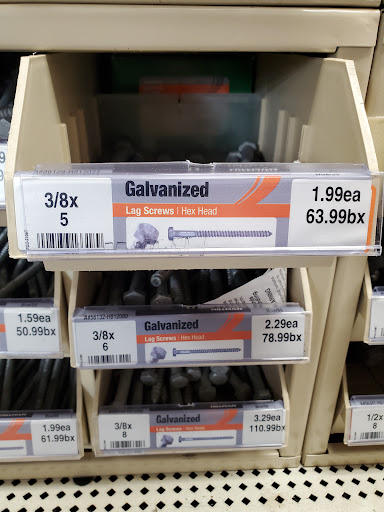 3/8x
5
Galvanized
Lag Screws | Hex Head
1.99ea
63.99bx
1.59ea
50.99bx
3/8x
6
Galvanized
Lag Screws | Hex Head
2.29ea
78.99bx
1.99ea
61.99bx
3/8x
8
Galvanized
Lag Screws | Hex Head
3.29ea
110.99bx
1/2x
8